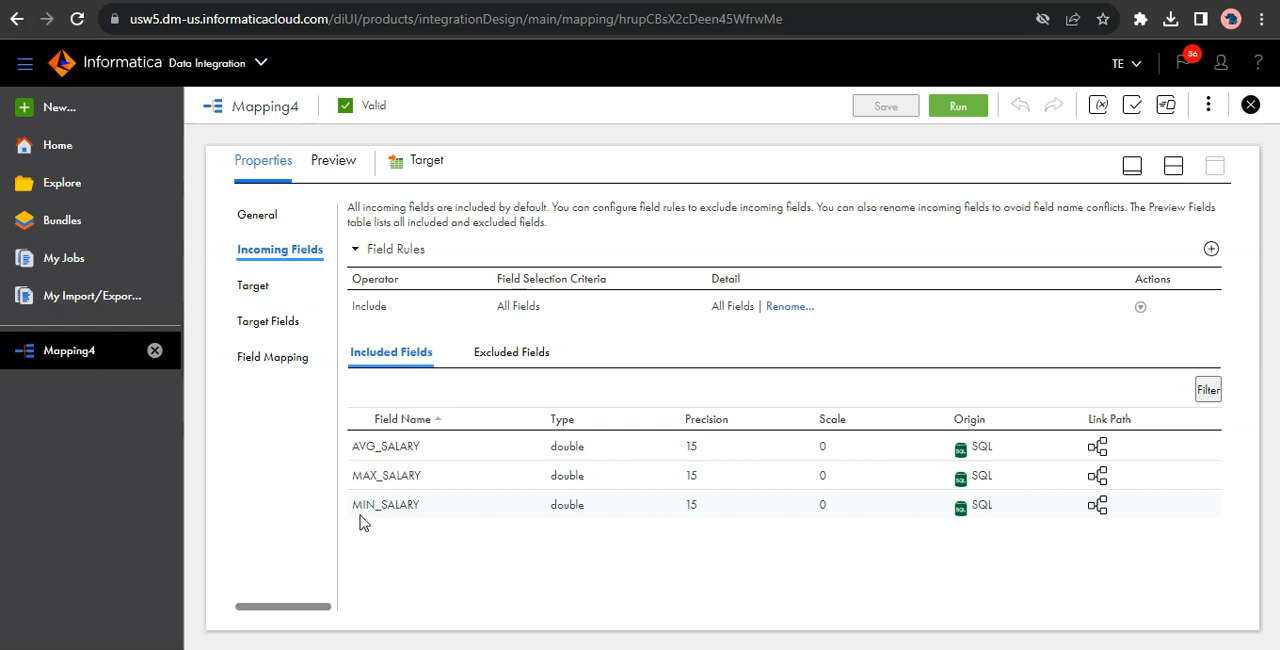 usw5.dm-us.informaticacloud.com/diUI/products/integrationDesign/main/mapping/hrupCBsX2cDeen45WfrwMe
Informatica Data Integration
TE
36
?
New...
Home
Explore
Bundles
My Jobs
My Import/Expor...
Mapping4
Mapping4
Valid
Save
Run
Properties
Preview
Target
General
Incoming Fields
Target
Target Fields
Field Mapping
All incoming fields are included by default. You can configure field rules to exclude incoming fields. You can also rename incoming fields to avoid field name conflicts. The Preview Fields
table lists all included and excluded fields.
Field Rules
Operator Field Selection Criteria Detail Actions
Include All Fields All Fields | Rename...
Included Fields Excluded Fields
Filter
Field Name Type Precision Scale Origin Link Path
AVG_SALARY double 15 0 SQL SQL
MAX_SALARY double 15 0 SQL SQL
MIN_SALARY double 15 0 SQL SQL